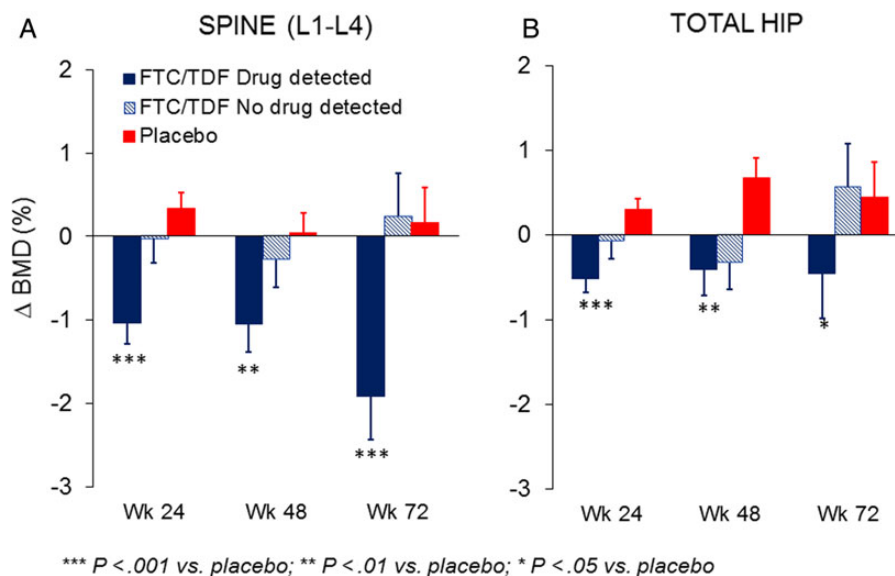 A
SPINE (L1-L4)
FTC/TDF Drug detected
FTC/TDF No drug detected
Placebo
Δ BMD (%)
2
1
0
-1
-2
-3
***
**
***
Wk 24
Wk 48
Wk 72
B
TOTAL HIP
2
1
0
-1
-2
-3
***
**
*
Wk 24
Wk 48
Wk 72
*** P <.001 vs. placebo; ** P <.01 vs. placebo; * P <.05 vs. placebo